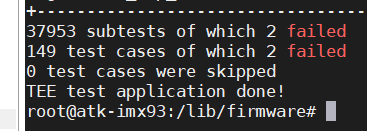 +-----------------------------------
37953 subtests of which 2 failed
149 test cases of which 2 failed
0 test cases were skipped
TEE test application done!
root@atk-imx93:/lib/firmware#